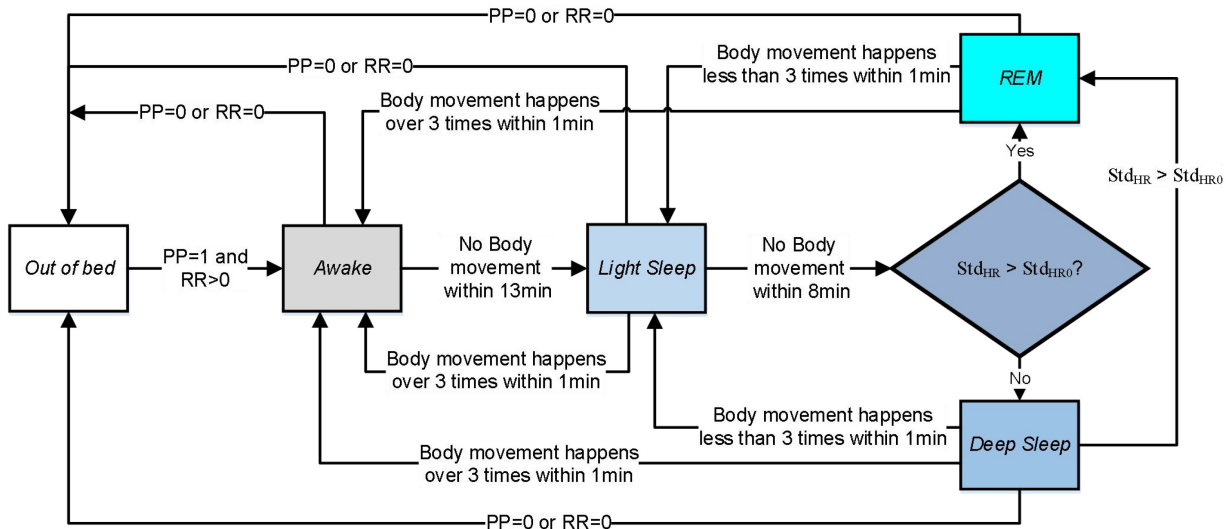 PP=0 or RR=0
Body movement happens
less than 3 times within 1min
REM
PP=0 or RR=0
Body movement happens
over 3 times within 1min
PP=0 or RR=0
Yes
Std_HR > Std_HR0
Out of bed
PP=1 and
RR>0
Awake
No Body
movement
within 13min
Light Sleep
No Body
movement
within 8min
Std_HR > Std_HR0?
Body movement happens
over 3 times within 1min
No
Body movement happens
less than 3 times within 1min
Deep Sleep
Body movement happens
over 3 times within 1min
PP=0 or RR=0